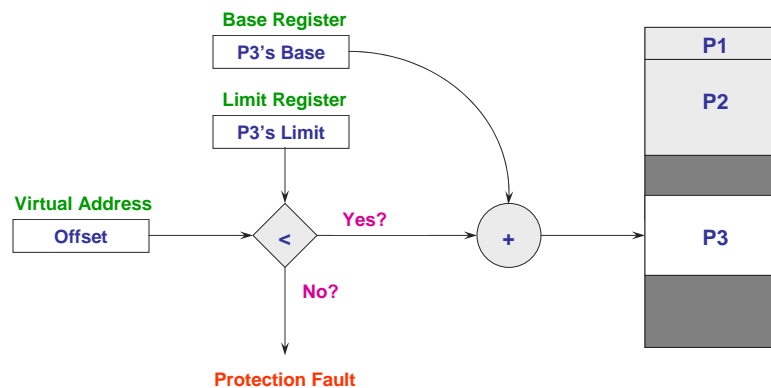 Base Register
P3's Base
P1
P2
Limit Register
P3's Limit
Virtual Address
Offset
<
Yes?
+
P3
No?
Protection Fault